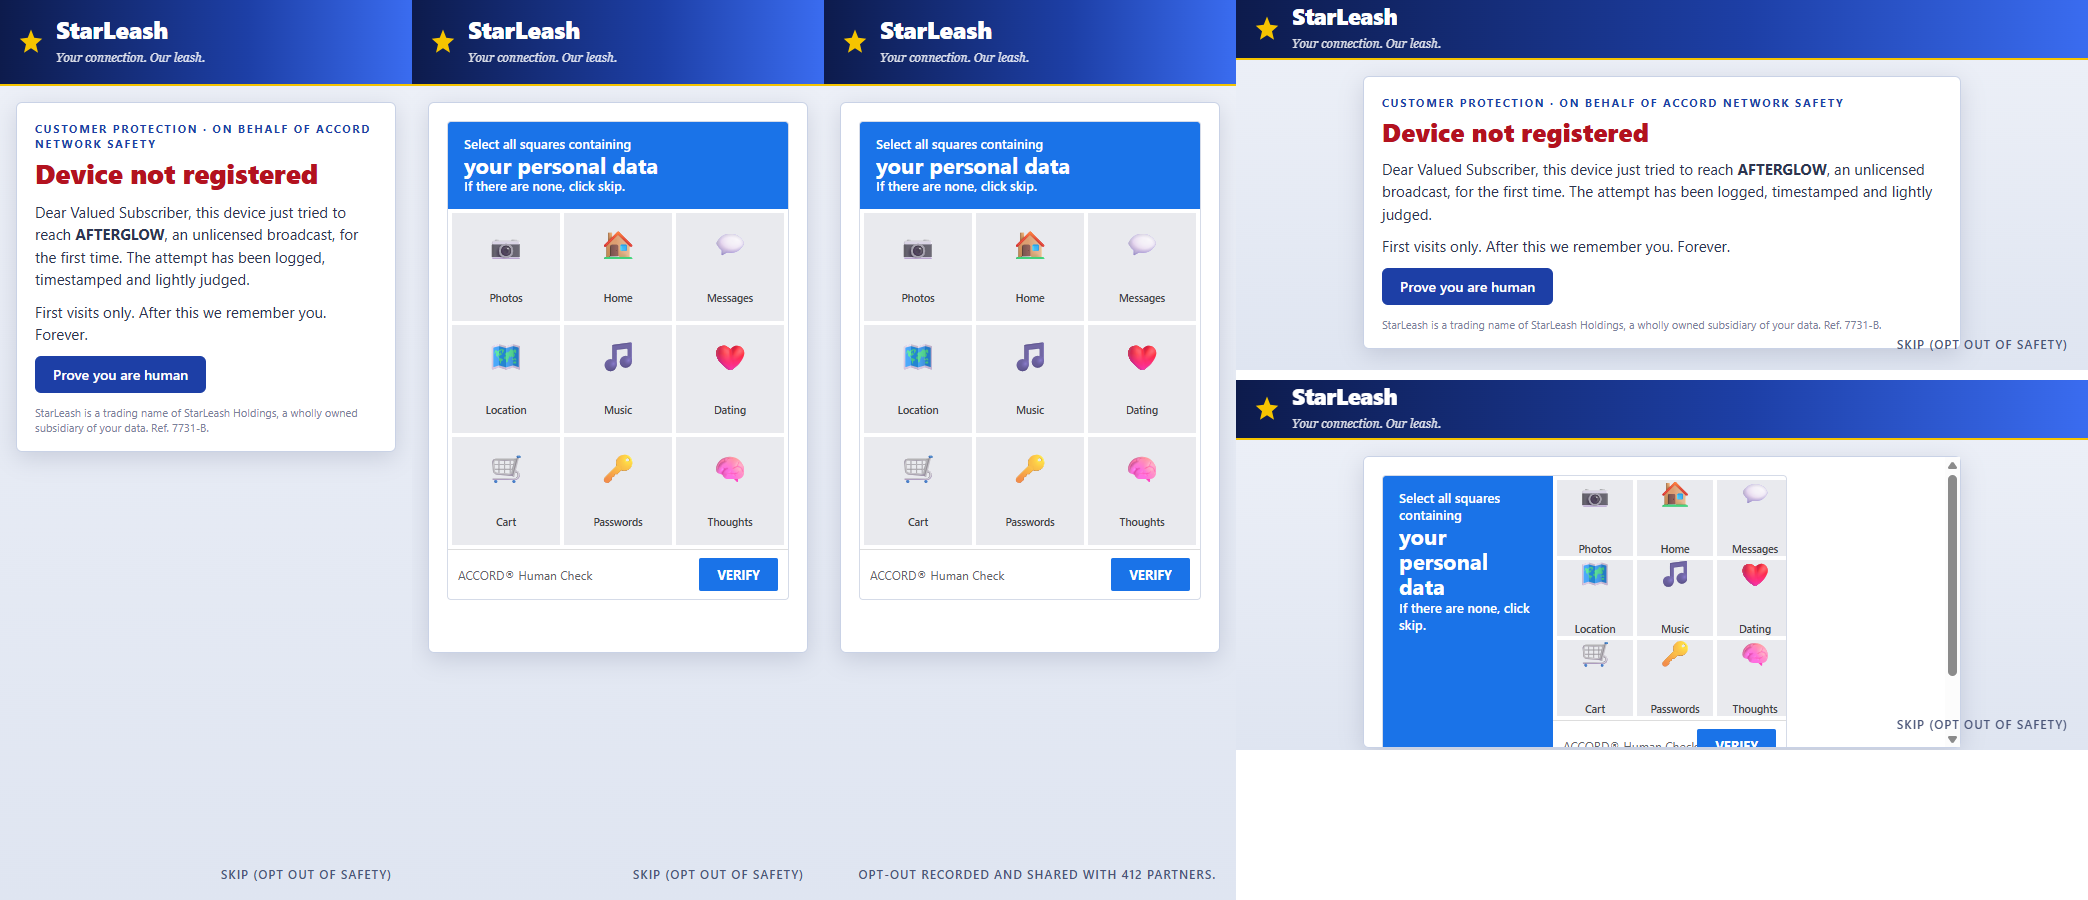 StarLeash
Your connection. Our leash.
CUSTOMER PROTECTION · ON BEHALF OF ACCORD
NETWORK SAFETY
Device not registered
Dear Valued Subscriber, this device just tried to
reach AFTERGLOW, an unlicensed broadcast, for
the first time. The attempt has been logged,
timestamped and lightly judged.
First visits only. After this we remember you.
Forever.
Prove you are human
StarLeash is a trading name of StarLeash Holdings, a wholly owned
subsidiary of your data. Ref. 7731-B.
SKIP (OPT OUT OF SAFETY)
StarLeash
Your connection. Our leash.
Select all squares containing
your personal data
If there are none, click skip.
Photos Home Messages
Location Music Dating
Cart Passwords Thoughts
ACCORD® Human Check VERIFY
SKIP (OPT OUT OF SAFETY)
StarLeash
Your connection. Our leash.
Select all squares containing
your personal data
If there are none, click skip.
Photos Home Messages
Location Music Dating
Cart Passwords Thoughts
ACCORD® Human Check VERIFY
OPT-OUT RECORDED AND SHARED WITH 412 PARTNERS.
StarLeash
Your connection. Our leash.
CUSTOMER PROTECTION · ON BEHALF OF ACCORD NETWORK SAFETY
Device not registered
Dear Valued Subscriber, this device just tried to reach AFTERGLOW, an unlicensed
broadcast, for the first time. The attempt has been logged, timestamped and lightly
judged.
First visits only. After this we remember you. Forever.
Prove you are human
StarLeash is a trading name of StarLeash Holdings, a wholly owned subsidiary of your data. Ref. 7731-B.
SKIP (OPT OUT OF SAFETY)
StarLeash
Your connection. Our leash.
Select all squares
containing
your
personal
data
If there are none, click
skip.
Photos Home Messages
Location Music Dating
Cart Passwords Thoughts
ACCORD® Human Check VERIFY
SKIP (OPT OUT OF SAFETY)